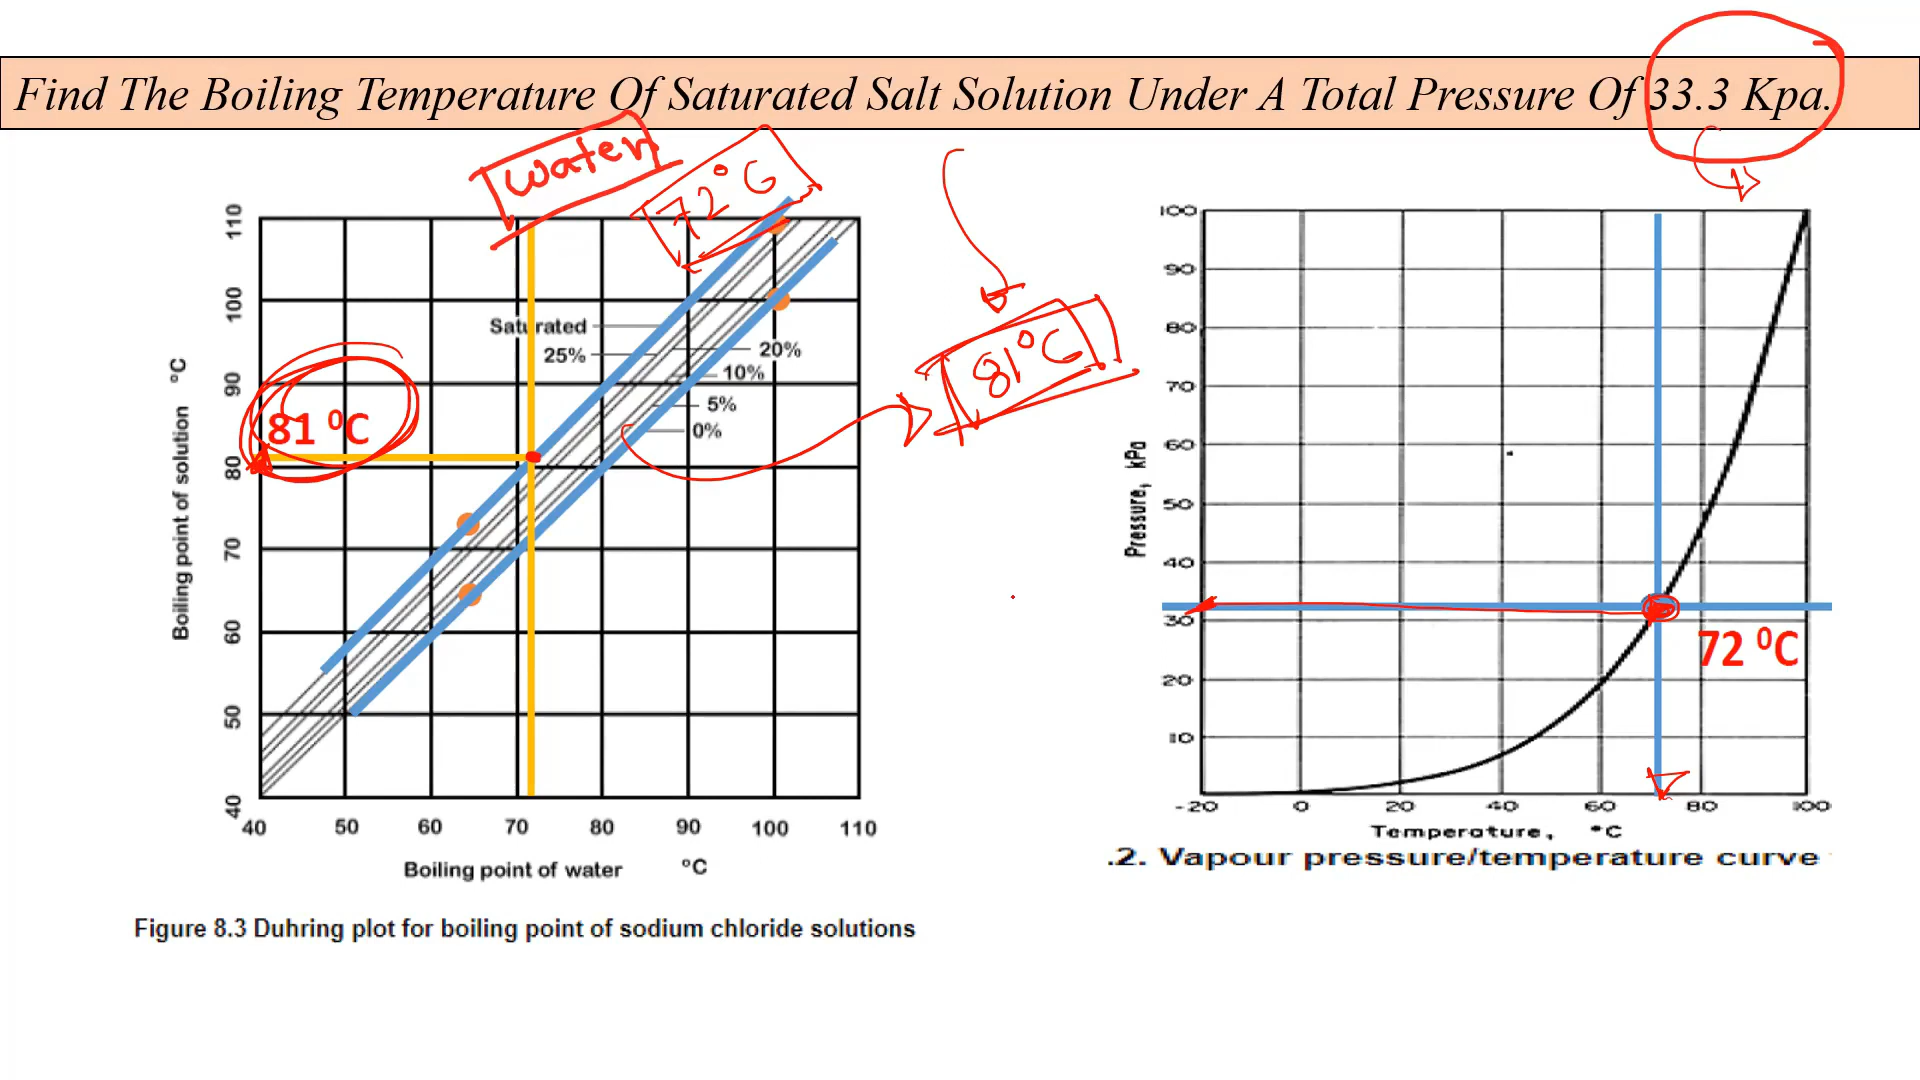 Find The Boiling Temperature Of Saturated Salt Solution Under A Total Pressure Of 33.3 Kpa.
water
72°C
81°C
110
100
90
80
70
60
50
40
Boiling point of solution °C
Saturated
25%
20%
10%
5%
0%
81 ⁰C
40 50 60 70 80 90 100 110
Boiling point of water °C
Figure 8.3 Duhring plot for boiling point of sodium chloride solutions
100
90
80
70
60
50
40
30
20
10
Pressure, kPa
72 ⁰C
-20 0 20 40 60 80 100
Temperature, °C
.2. Vapour pressure/temperature curve